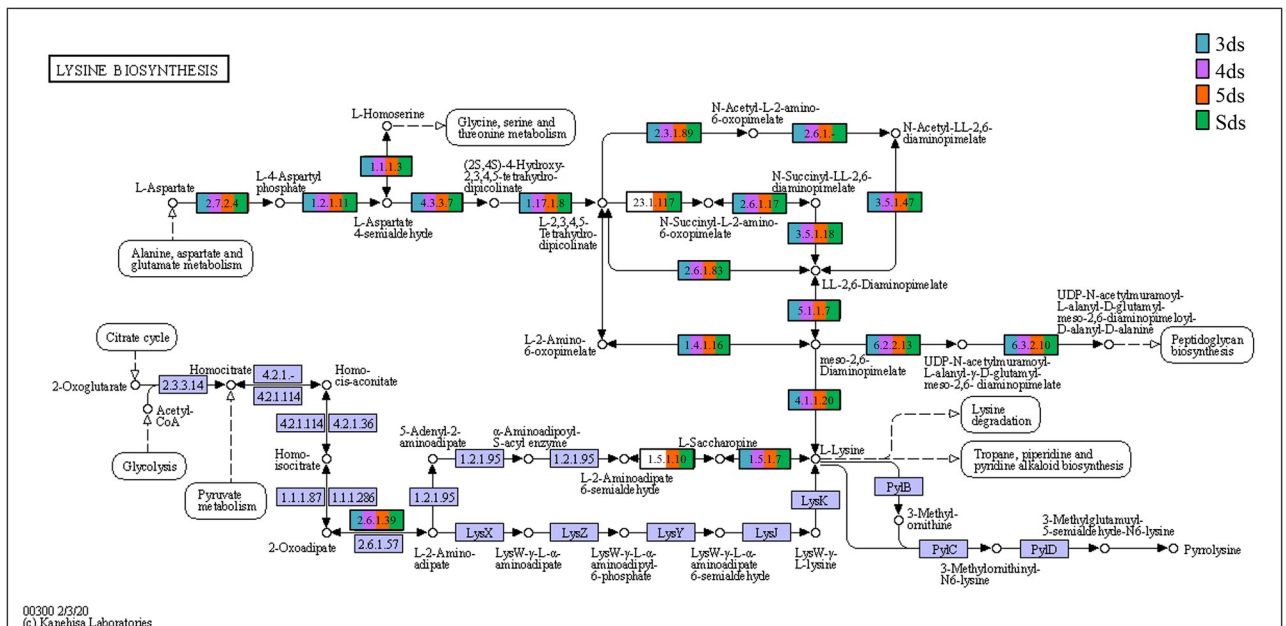 3ds
4ds
5ds
Sds
LYSINE BIOSYNTHESIS
L-Homoserine
Glycine, serine and
threonine metabolism
N-Acetyl-L-2-amino-
6-oxopimelate
2.3.1.89
2.6.1.-
N-Acetyl-LL-2,6-
diaminopimelate
1.1.1.3
L-Aspartate
L-4-Aspartyl
phosphate
(2S,4S)-4-Hydroxy-
2,3,4,5-tetrahydro-
dipicolinate
N-Succinyl-LL-2,6-
diaminopimelate
2.7.2.4
1.2.1.11
4.3.3.7
1.17.1.8
23.1.117
2.6.1.17
3.5.1.47
L-Aspartate
4-semialdehyde
L-2,3,4,5-
Tetrahydro-
dipicolinate
N-Succinyl-L-2-amino-
6-oxopimelate
3.5.1.18
Alanine, aspartate and
glutamate metabolism
2.6.1.83
LL-2,6-Diaminopimelate
5.1.1.7
UDP-N-acetylmuramoyl-
L-alanyl-D-glutamyl-
meso-2,6-diaminopimeloyl-
D-alanyl-D-alanine
Citrate cycle
L-2-Amino-
6-oxopimelate
1.4.1.16
meso-2,6-
Diaminopimelate
6.2.2.13
6.3.2.10
Peptidoglycan
biosynthesis
UDP-N-acetylmuramoyl-
L-alanyl-γ-D-glutamyl-
meso-2,6- diaminopimelate
2-Oxoglutarate
2.3.3.14
Homocitrate
4.2.1.-
4.2.1.114
Homo-
cis-aconitate
Acetyl-
CoA
4.2.1.114
4.2.1.36
4.1.1.20
Lysine
degradation
Glycolysis
Homo-
isocitrate
5-Adenyl-2-
aminoadipate
α-Aminoadipoyl-
S-acyl enzyme
L-Saccharopine
L-Lysine
1.2.1.95
1.2.1.95
1.5.1.10
1.5.1.7
Tropane, piperidine and
pyridine alkaloid biosynthesis
L-2-Aminoadipate
6-semialdehyde
Pyruvate
metabolism
1.1.1.87
1.1.1.286
1.2.1.95
LysK
PylB
2.6.1.39
3-Methyl-
ornithine
2-Oxoadipate
2.6.1.57
L-2-Amino-
adipate
LysX
LysZ
LysY
LysJ
LysW-γ-L-α-
aminoadipate
LysW-γ-L-α-
aminoadipyl-
6-phosphate
LysW-γ-L-α-
aminoadipate
6-semialdehyde
LysW-γ-
L-lysine
PylC
3-Methylornithinyl-
N6-lysine
PylD
3-Methylglutamuyl-
5-semialdehyde-N6-lysine
Pyrrolysine
00300 2/3/20
(c) Kanehisa Laboratories